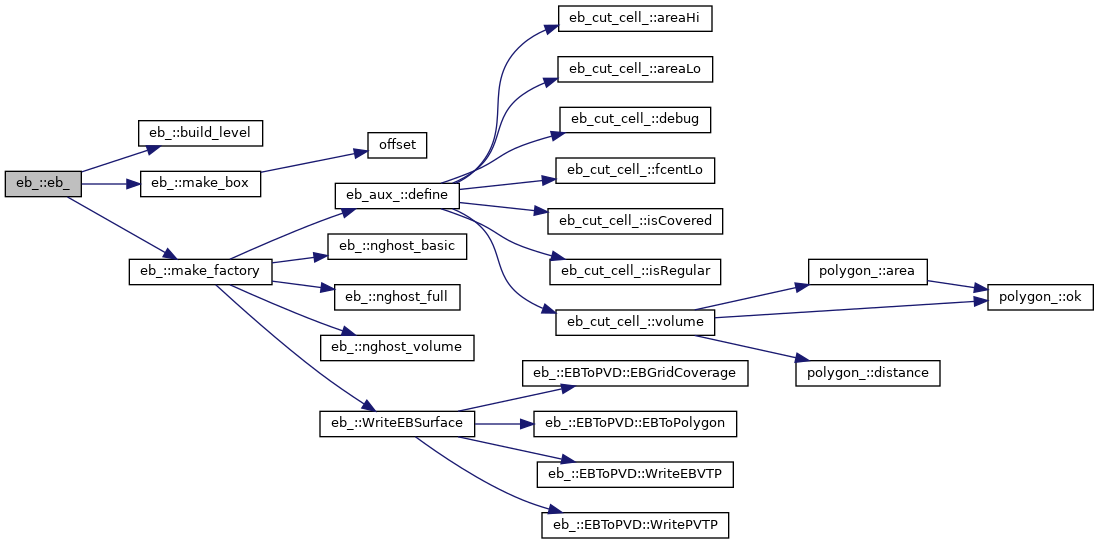 eb_::eb_
eb_::build_level
eb_::make_box
eb_::make_factory
offset
eb_aux_::define
eb_::nghost_basic
eb_::nghost_full
eb_::nghost_volume
eb_::WriteEBSurface
eb_cut_cell_::areaHi
eb_cut_cell_::areaLo
eb_cut_cell_::debug
eb_cut_cell_::fcentLo
eb_cut_cell_::isCovered
eb_cut_cell_::isRegular
eb_cut_cell_::volume
eb_::EBToPVD::EBGridCoverage
eb_::EBToPVD::EBToPolygon
eb_::EBToPVD::WriteEBVTP
eb_::EBToPVD::WritePVTP
polygon_::area
polygon_::distance
polygon_::ok